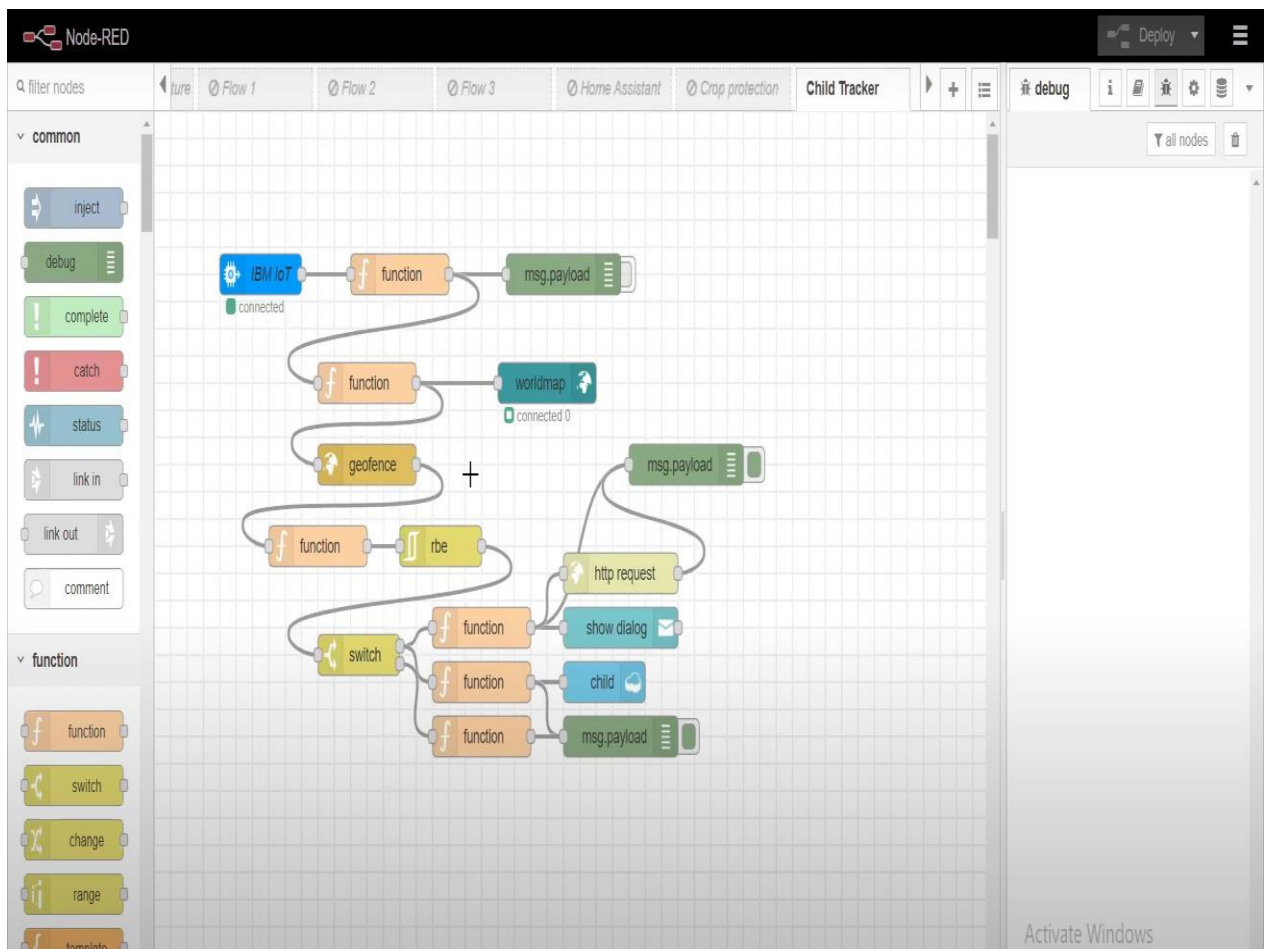 Node-RED
Deploy
filter nodes
ture
Flow 1
Flow 2
Flow 3
Home Assistant
Crop protection
Child Tracker
debug
i
all nodes
common
inject
debug
complete
catch
status
link in
link out
comment
function
function
switch
change
range
template
IBM IoT
connected
function
msg.payload
function
worldmap
connected 0
geofence
msg.payload
function
rbe
http request
function
show dialog
switch
function
child
function
msg.payload
Activate Windows